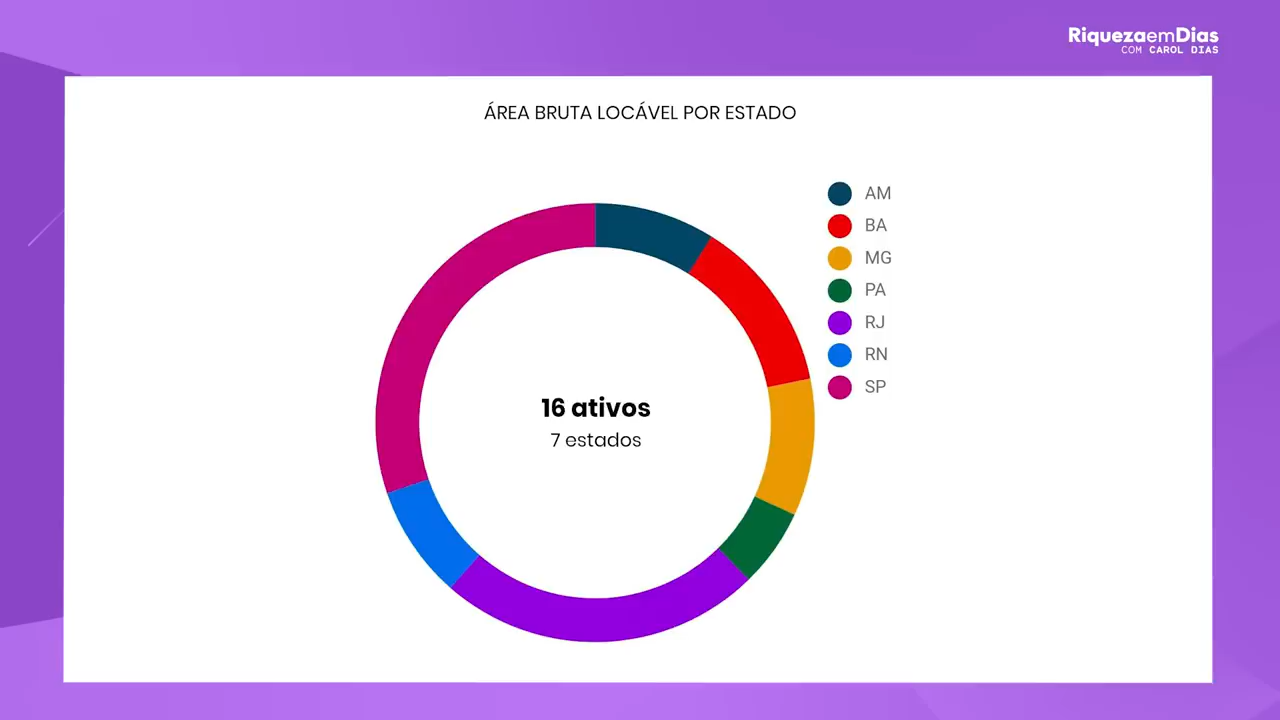 RiquezaemDias
COM CAROL DIAS
ÁREA BRUTA LOCÁVEL POR ESTADO
AM
BA
MG
PA
RJ
RN
SP
16 ativos
7 estados